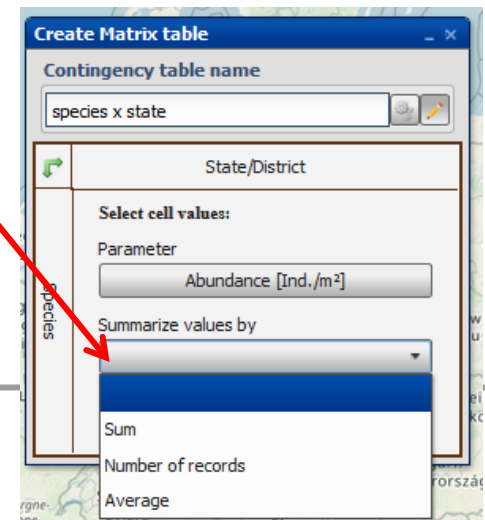 Create Matrix table
Contingency table name
species x state
State/District
Species
Select cell values:
Parameter
Abundance [Ind./m²]
Summarize values by
Sum
Number of records
Average